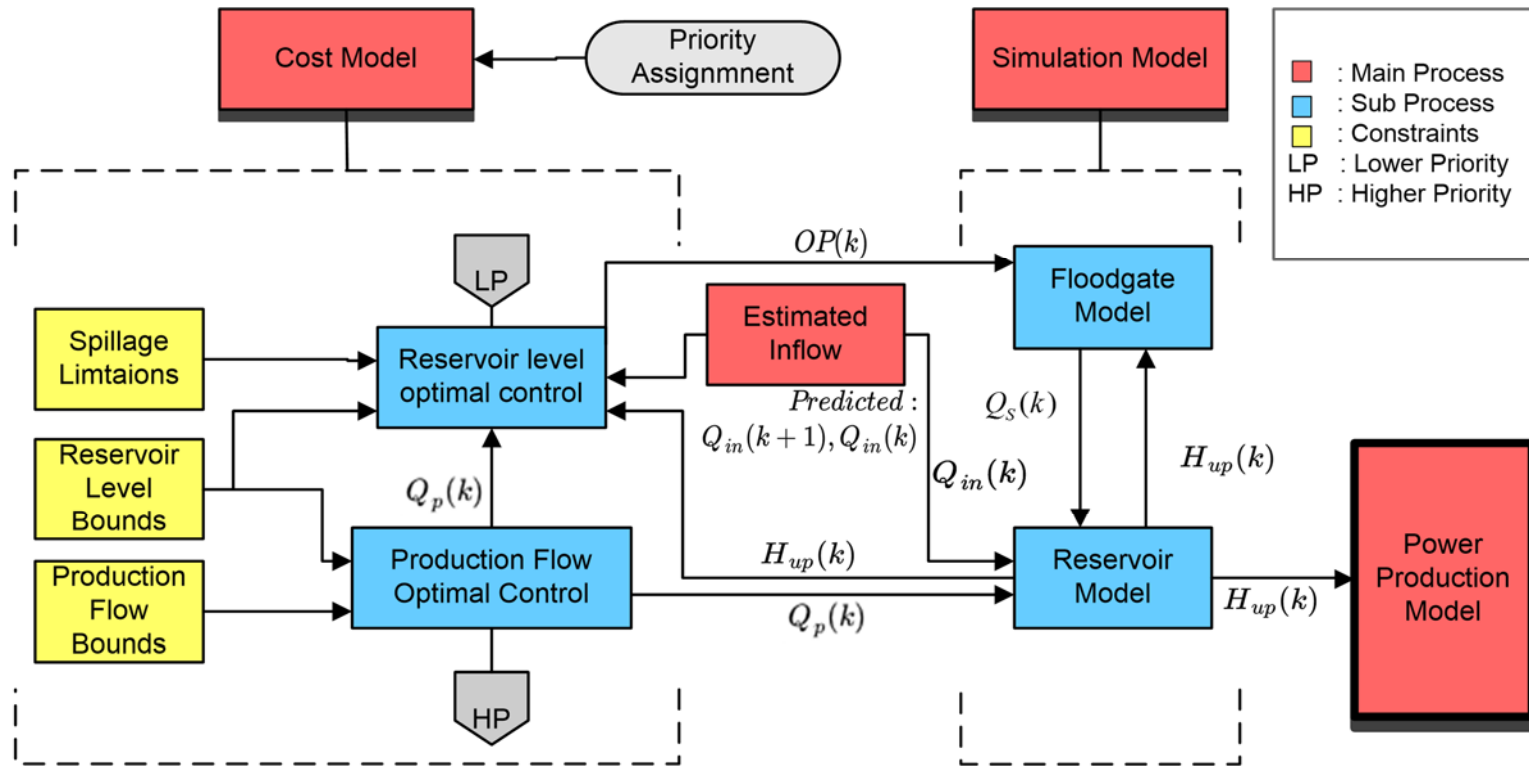 Cost Model
Priority
Assignmnent
Simulation Model
: Main Process
: Sub Process
: Constraints
LP : Lower Priority
HP : Higher Priority
OP(k)
LP
Floodgate
Model
Estimated
Inflow
Spillage
Limtaions
Reservoir level
optimal control
Predicted :
Q_in(k+1), Q_in(k)
Q_S(k)
H_up(k)
Q_in(k)
Reservoir
Level
Bounds
Q_p(k)
Production Flow
Optimal Control
H_up(k)
Reservoir
Model
H_up(k)
Power
Production
Model
Production
Flow
Bounds
Q_p(k)
HP